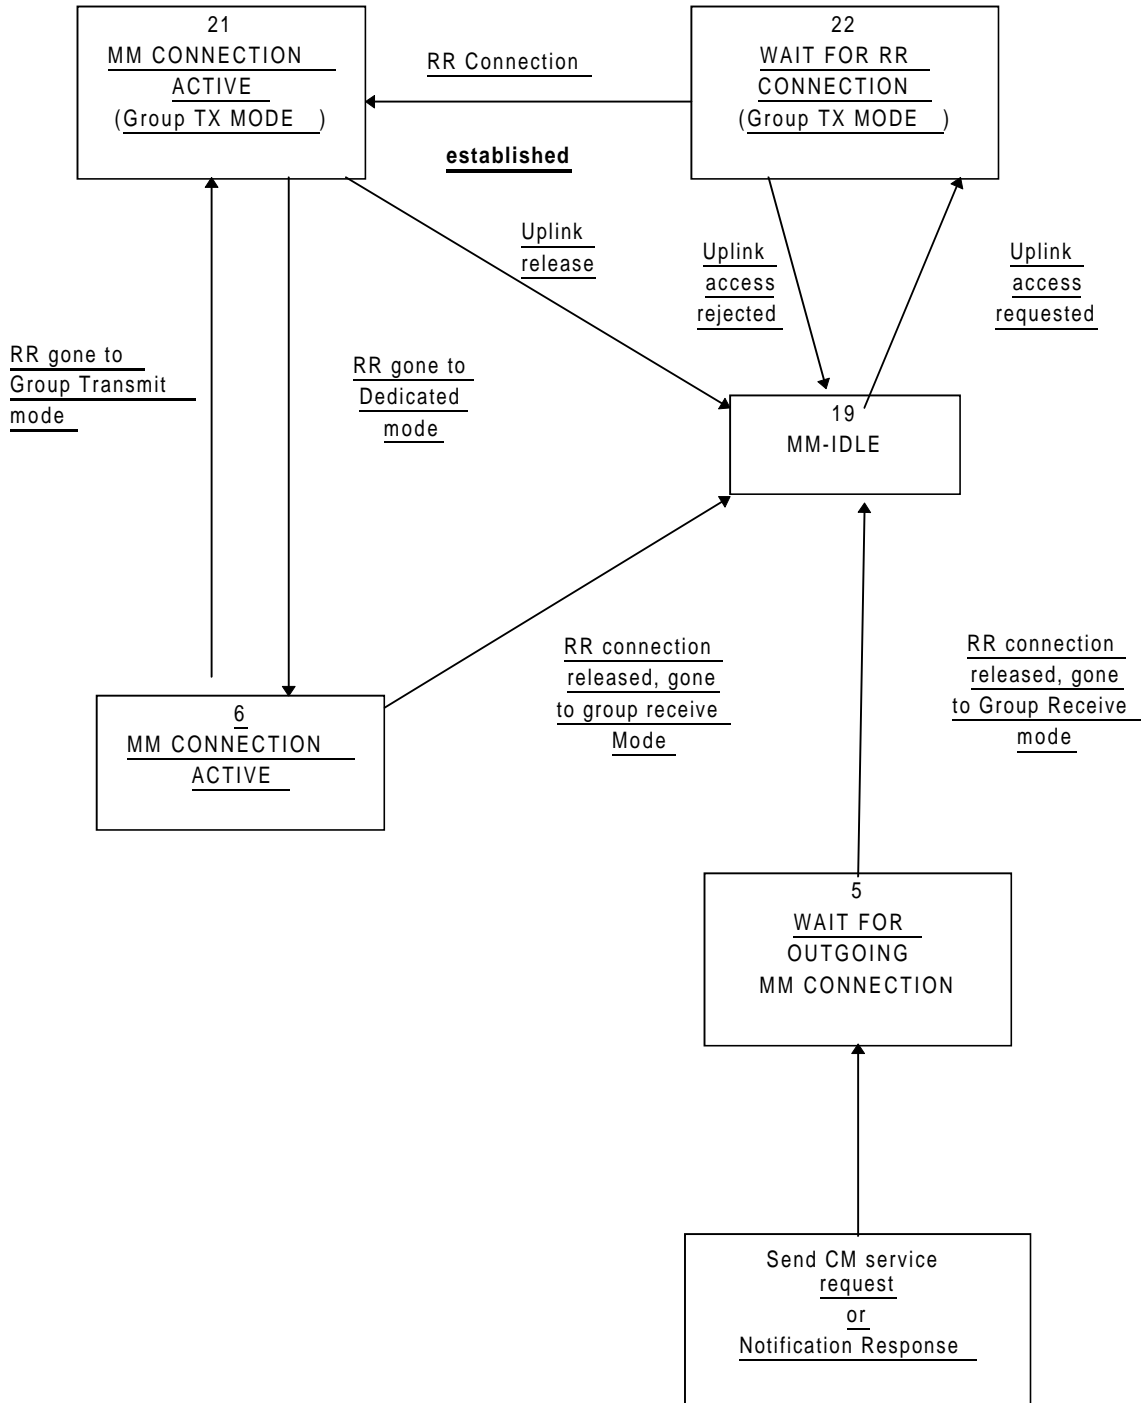 21
MM CONNECTION
ACTIVE
(Group TX MODE )
RR Connection
established
22
WAIT FOR RR
CONNECTION
(Group TX MODE )
Uplink
release
Uplink
access
rejected
Uplink
access
requested
RR gone to
Group Transmit
mode
RR gone to
Dedicated
mode
19
MM-IDLE
RR connection
released, gone
to group receive
Mode
RR connection
released, gone
to Group Receive
mode
6
MM CONNECTION
ACTIVE
5
WAIT FOR
OUTGOING
MM CONNECTION
Send CM service
request
or
Notification Response